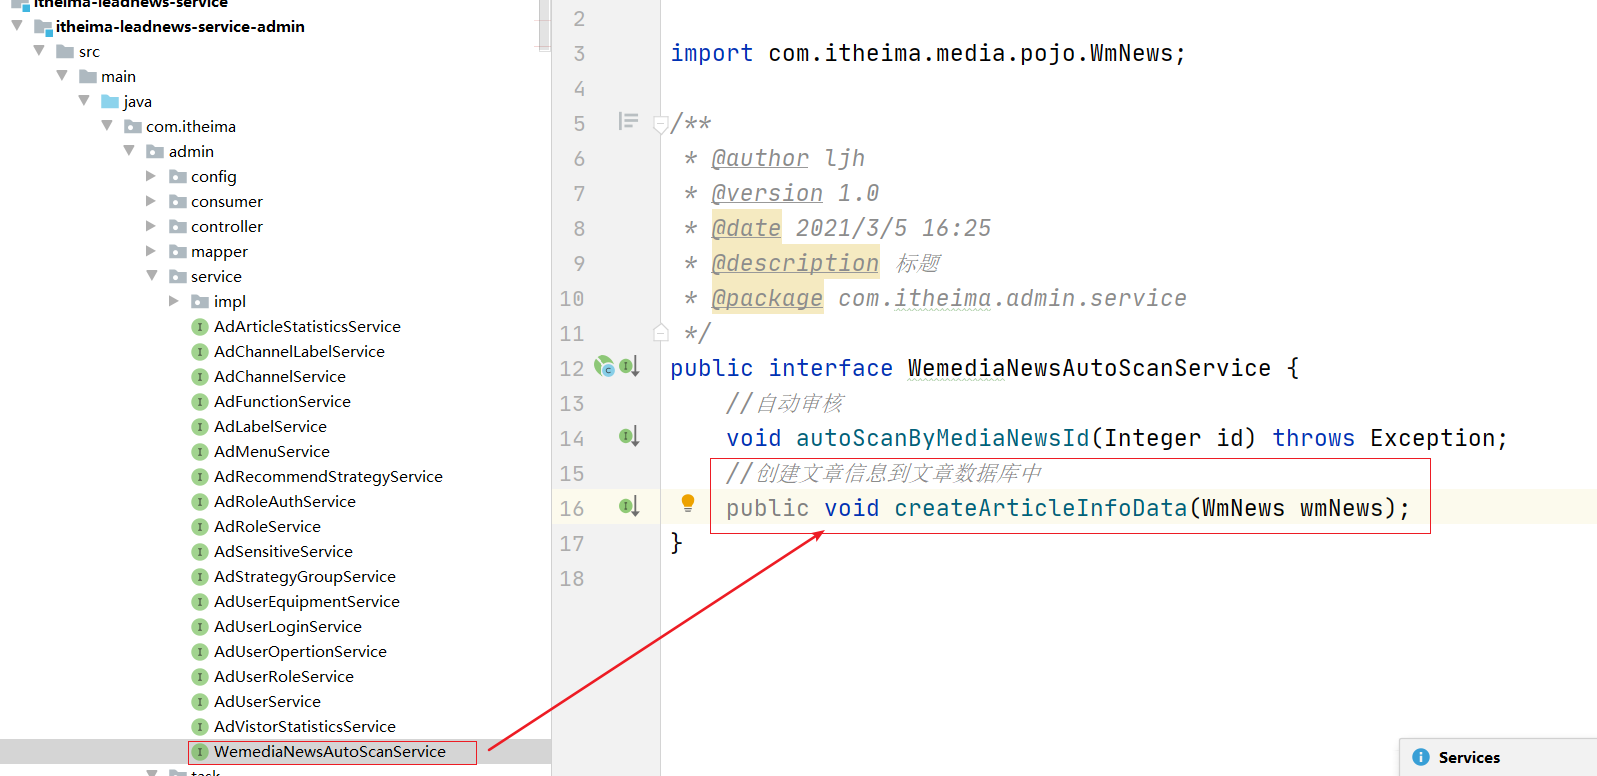 itheima-leadnews-service
itheima-leadnews-service-admin
src
main
java
com.itheima
admin
config
consumer
controller
mapper
service
impl
AdArticleStatisticsService
AdChannelLabelService
AdChannelService
AdFunctionService
AdLabelService
AdMenuService
AdRecommendStrategyService
AdRoleAuthService
AdRoleService
AdSensitiveService
AdStrategyGroupService
AdUserEquipmentService
AdUserLoginService
AdUserOpertionService
AdUserRoleService
AdUserService
AdVistorStatisticsService
WemediaNewsAutoScanService
task
2
3 import com.itheima.media.pojo.WmNews;
4
5 /**
6 * @author ljh
7 * @version 1.0
8 * @date 2021/3/5 16:25
9 * @description 标题
10 * @package com.itheima.admin.service
11 */
12 public interface WemediaNewsAutoScanService {
13 //自动审核
14 void autoScanByMediaNewsId(Integer id) throws Exception;
15 //创建文章信息到文章数据库中
16 public void createArticleInfoData(WmNews wmNews);
17 }
18
Services